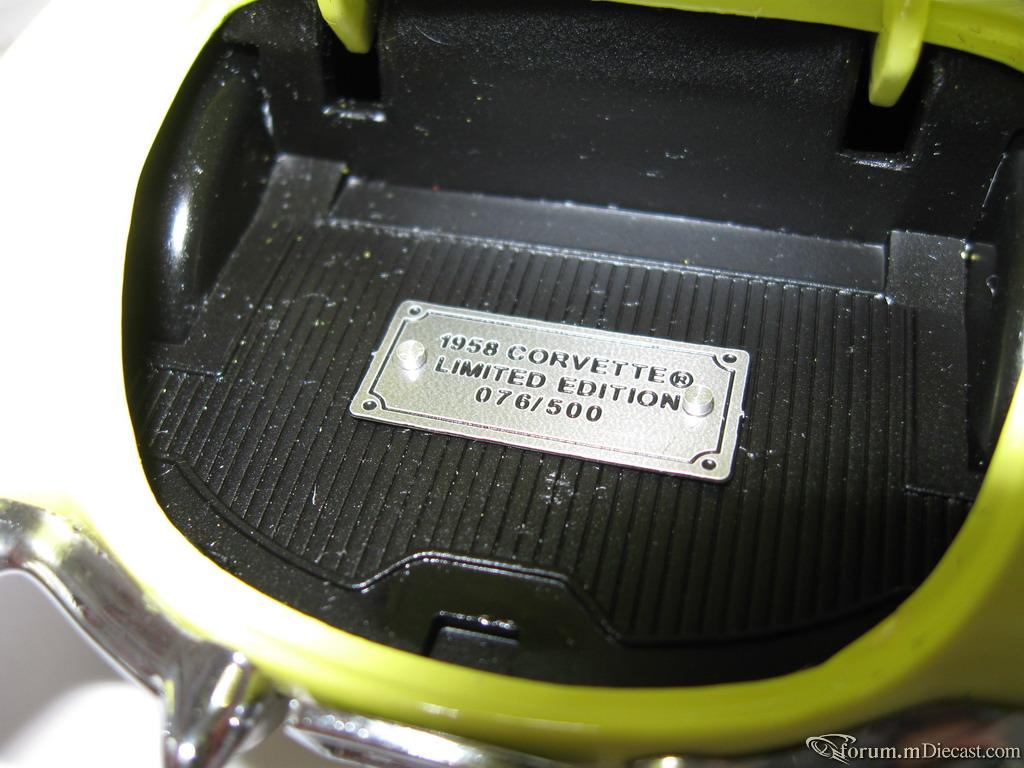 1958 CORVETTE®
LIMITED EDITION
076/500
forum.mDiecast.com